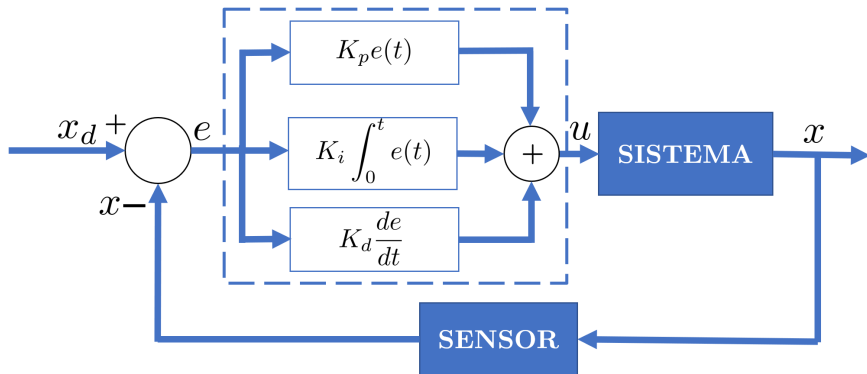 K_p e(t)
x_d + e
K_i ∫_0^t e(t)
+
u
SISTEMA
x
x −
K_d de/dt
SENSOR